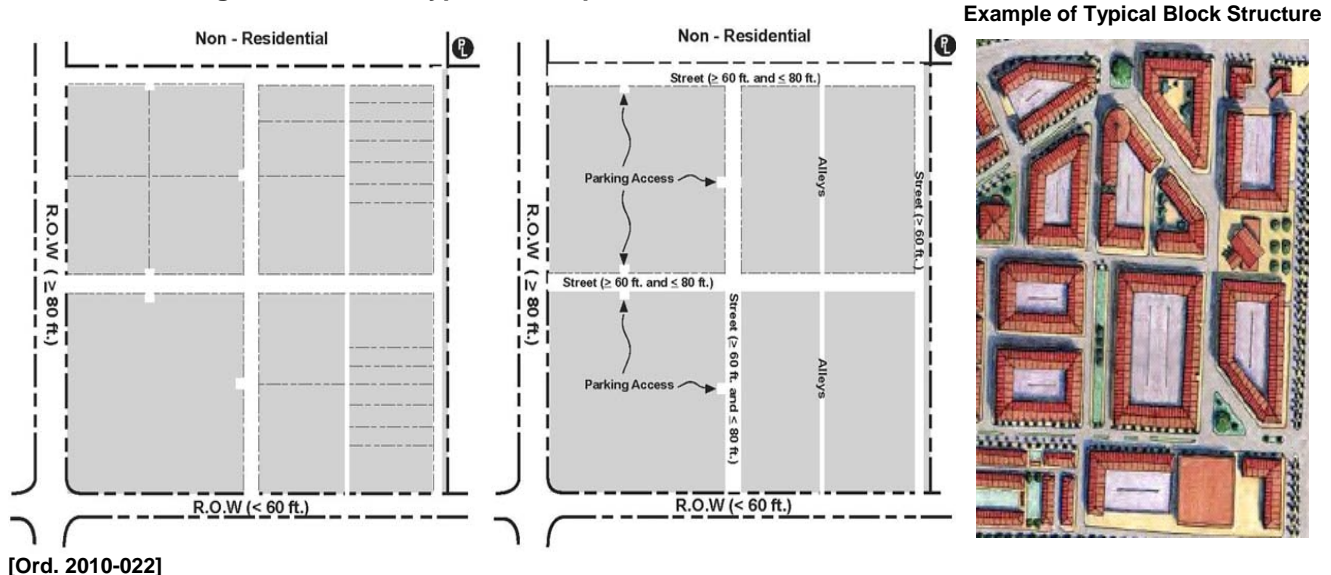 Example of Typical Block Structure
Non - Residential
PL
R.O.W ( ≥ 80 ft.)
R.O.W (< 60 ft.)
Non - Residential
PL
Street (≥ 60 ft. and ≤ 80 ft.)
Parking Access
Alleys
Street (> 60 ft.)
R.O.W ( ≥ 80 ft.)
Street (≥ 60 ft. and ≤ 80 ft.)
Street (≥ 60 ft. and ≤ 80 ft.)
Parking Access
Alleys
R.O.W (< 60 ft.)
[Ord. 2010-022]